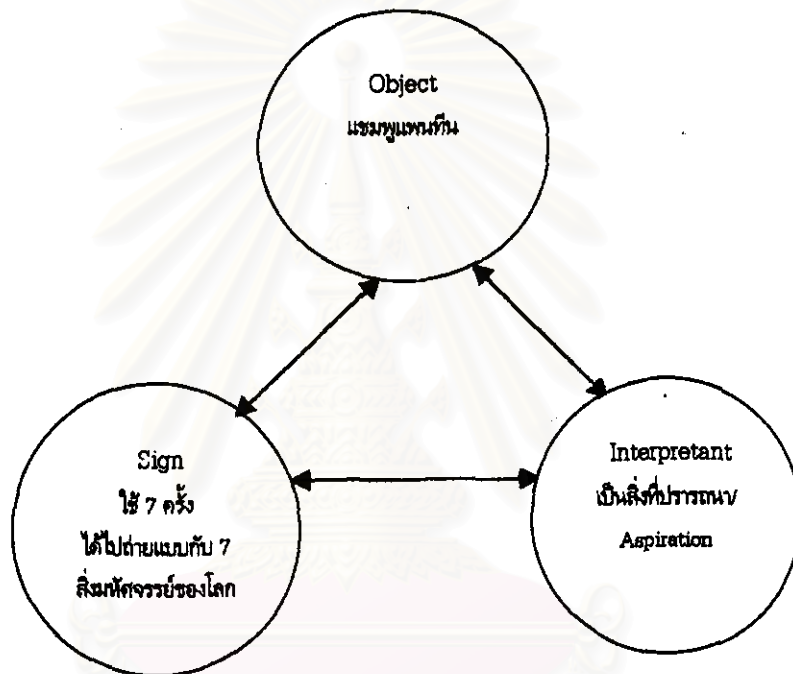 Object
แชมพูแพนทีน
Sign
ใช้ 7 ครั้ง
ได้ไปถ่ายแบบกับ 7
สิ่งมหัศจรรย์ของโลก
Interpretant
เป็นสิ่งที่ปรารถนา/
Aspiration